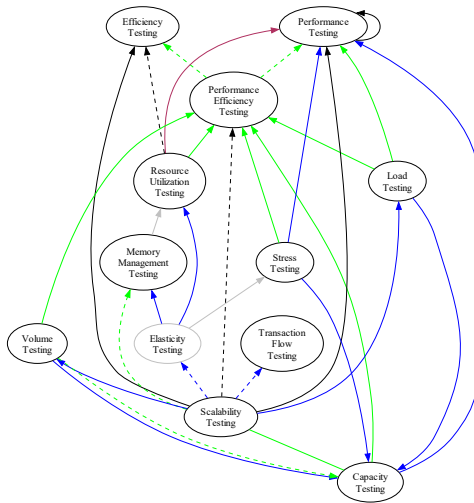 Efficiency
Testing
Performance
Testing
Performance
Efficiency
Testing
Resource
Utilization
Testing
Load
Testing
Memory
Management
Testing
Stress
Testing
Volume
Testing
Elasticity
Testing
Transaction
Flow
Testing
Scalability
Testing
Capacity
Testing